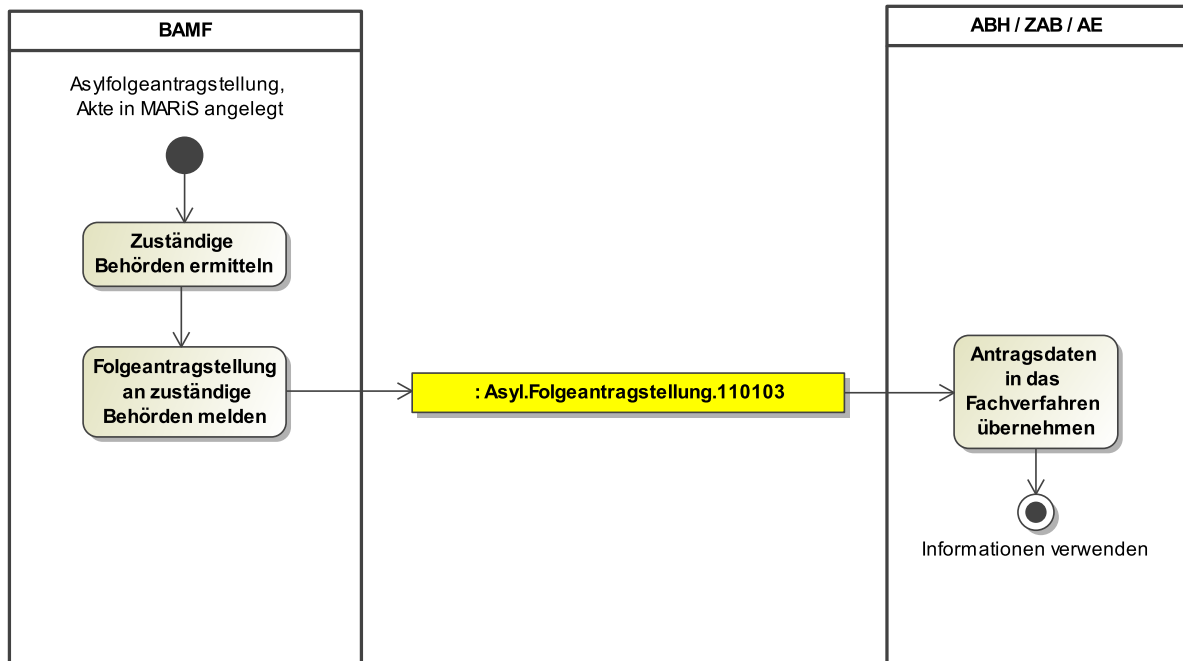 BAMF
Asylfolgeantragstellung,
Akte in MARiS angelegt
Zuständige
Behörden ermitteln
Folgeantragstellung
an zuständige
Behörden melden
: Asyl.Folgeantragstellung.110103
ABH / ZAB / AE
Antragsdaten
in das
Fachverfahren
übernehmen
Informationen verwenden